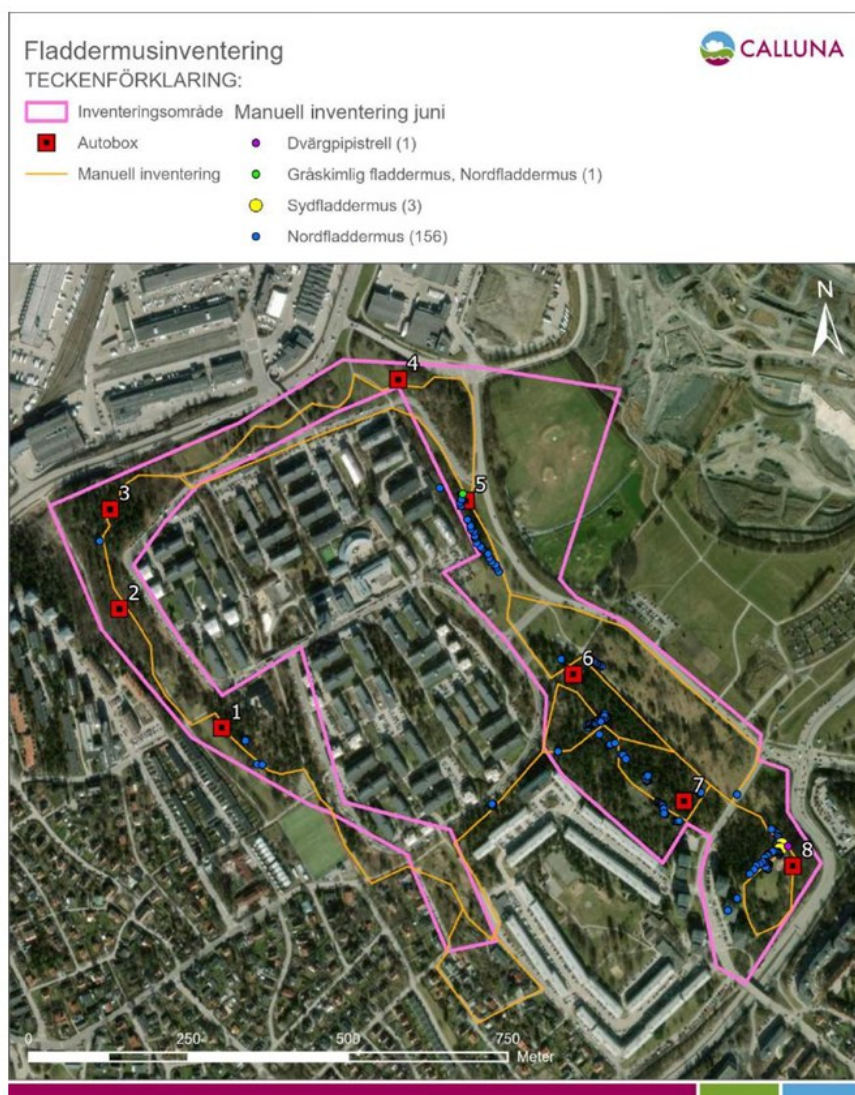 Fladdermusinventering
CALLUNA
TECKENFÖRKLARING:
Inventeringsområde
Manuell inventering juni
Autobox
Dvärgpipistrell (1)
Manuell inventering
Gråskimlig fladdermus, Nordfladdermus (1)
Sydfladdermus (3)
Nordfladdermus (156)
N
4
3
5
2
6
1
7
8
0
250
500
750
Meter